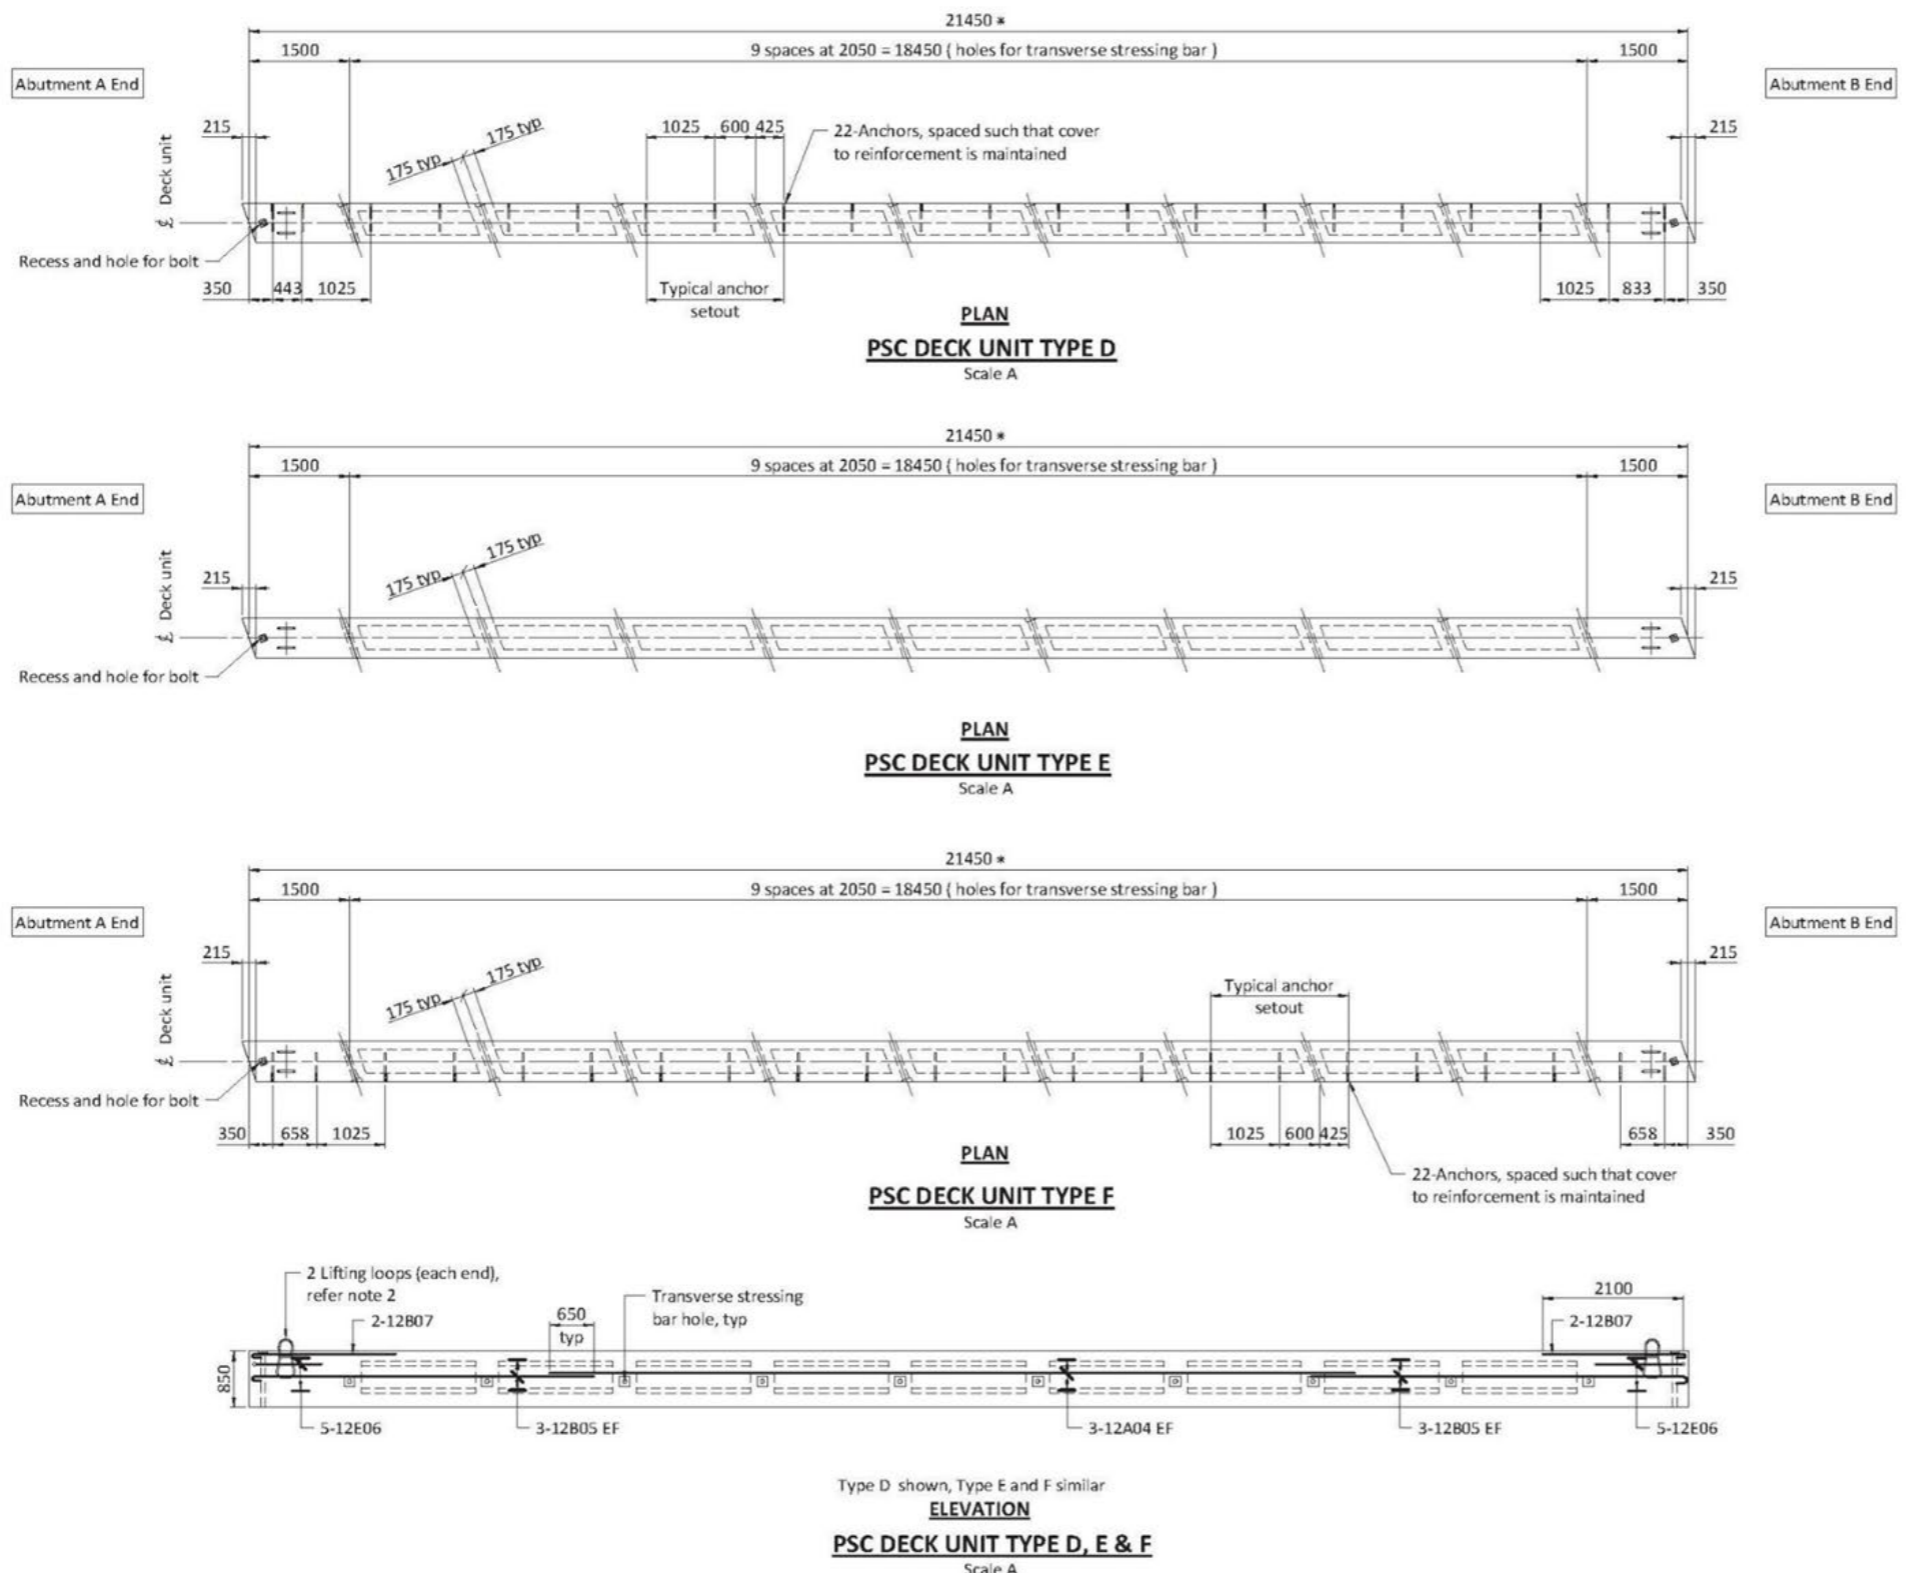 21450 *
1500
9 spaces at 2050 = 18450 ( holes for transverse stressing bar )
1500
Abutment A End
Abutment B End
215
℄ Deck unit
175 typ
175 typ
1025
600
425
22-Anchors, spaced such that cover
to reinforcement is maintained
215
Recess and hole for bolt
350
443
1025
Typical anchor
setout
1025
833
350
PLAN
PSC DECK UNIT TYPE D
Scale A
21450 *
1500
9 spaces at 2050 = 18450 ( holes for transverse stressing bar )
1500
Abutment A End
Abutment B End
215
℄ Deck unit
175 typ
175 typ
215
Recess and hole for bolt
PLAN
PSC DECK UNIT TYPE E
Scale A
21450 *
1500
9 spaces at 2050 = 18450 ( holes for transverse stressing bar )
1500
Abutment A End
Abutment B End
215
℄ Deck unit
175 typ
175 typ
Typical anchor
setout
215
Recess and hole for bolt
350
658
1025
1025
600
425
658
350
PLAN
22-Anchors, spaced such that cover
to reinforcement is maintained
PSC DECK UNIT TYPE F
Scale A
2 Lifting loops (each end),
refer note 2
2-12B07
650
typ
Transverse stressing
bar hole, typ
2100
2-12B07
850
5-12E06
3-12B05 EF
3-12A04 EF
3-12B05 EF
5-12E06
Type D shown, Type E and F similar
ELEVATION
PSC DECK UNIT TYPE D, E & F
Scale A